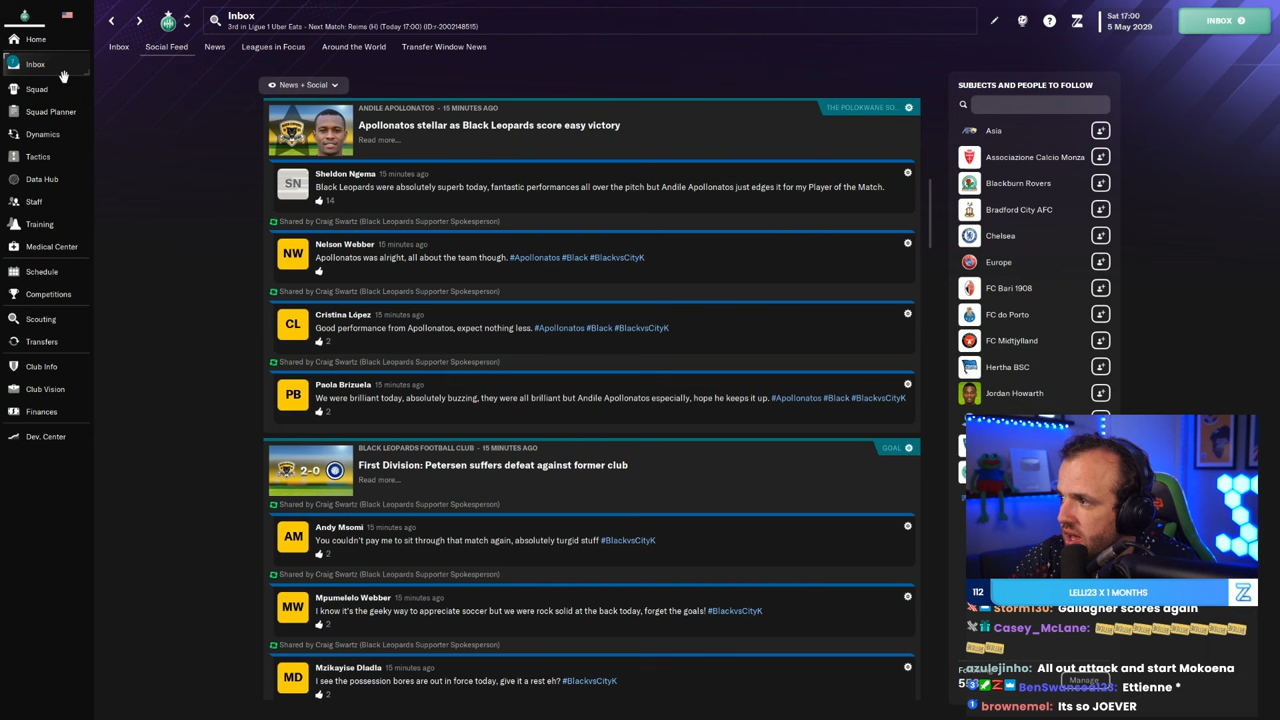 Home
Inbox
Squad
Squad Planner
Dynamics
Tactics
Data Hub
Staff
Training
Medical Center
Schedule
Competitions
Scouting
Transfers
Club Info
Club Vision
Finances
Dev. Center
Inbox
3rd in Ligue 1 Uber Eats - Next Match: Reims (H) (Today 17:00) (ID:r-2002148515)
Sat 17:00
5 May 2029
INBOX
Inbox
Social Feed
News
Leagues in Focus
Around the World
Transfer Window News
News + Social
ANDILE APOLLONATOS - 15 MINUTES AGO
THE POLOKWANE SO...
Apollonatos stellar as Black Leopards score easy victory
Read more...
SN
Sheldon Ngema 15 minutes ago
Black Leopards were absolutely superb today, fantastic performances all over the pitch but Andile Apollonatos just edges it for my Player of the Match.
14
Shared by Craig Swartz (Black Leopards Supporter Spokesperson)
NW
Nelson Webber 15 minutes ago
Apollonatos was alright, all about the team though. #Apollonatos #Black #BlackvsCityK
Shared by Craig Swartz (Black Leopards Supporter Spokesperson)
CL
Cristina López 15 minutes ago
Good performance from Apollonatos, expect nothing less. #Apollonatos #Black #BlackvsCityK
2
Shared by Craig Swartz (Black Leopards Supporter Spokesperson)
PB
Paola Brizuela 15 minutes ago
We were brilliant today, absolutely buzzing, they were all brilliant but Andile Apollonatos especially, hope he keeps it up. #Apollonatos #Black #BlackvsCityK
2
BLACK LEOPARDS FOOTBALL CLUB - 15 MINUTES AGO
GOAL
2-0
First Division: Petersen suffers defeat against former club
Read more...
Shared by Craig Swartz (Black Leopards Supporter Spokesperson)
AM
Andy Msomi 15 minutes ago
You couldn't pay me to sit through that match again, absolutely turgid stuff #BlackvsCityK
2
Shared by Craig Swartz (Black Leopards Supporter Spokesperson)
MW
Mpumelelo Webber 15 minutes ago
I know it's the geeky way to appreciate soccer but we were rock solid at the back today, forget the goals! #BlackvsCityK
2
Shared by Craig Swartz (Black Leopards Supporter Spokesperson)
MD
Mzikayise Dladla 15 minutes ago
I see the possession bores are out in force today, give it a rest eh? #BlackvsCityK
2
SUBJECTS AND PEOPLE TO FOLLOW
Asia
Associazione Calcio Monza
Blackburn Rovers
Bradford City AFC
Chelsea
Europe
FC Bari 1908
FC do Porto
FC Midtjylland
Hertha BSC
Jordan Howarth
112
LELLI23 X 1 MONTHS
Storm130: Gallagher scores again
Casey_McLane:
azulejinho: All out attack and start Mokoena
Manage
Ettienne *
brownemel: Its so JOEVER